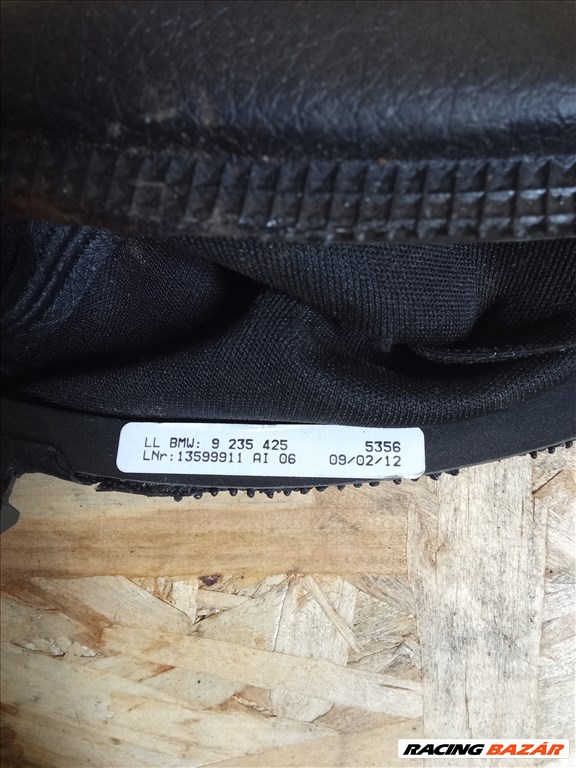 LL BMW: 9 235 425 5356
LNr:13599911 AI 06 09/02/12
RACING BAZÁR